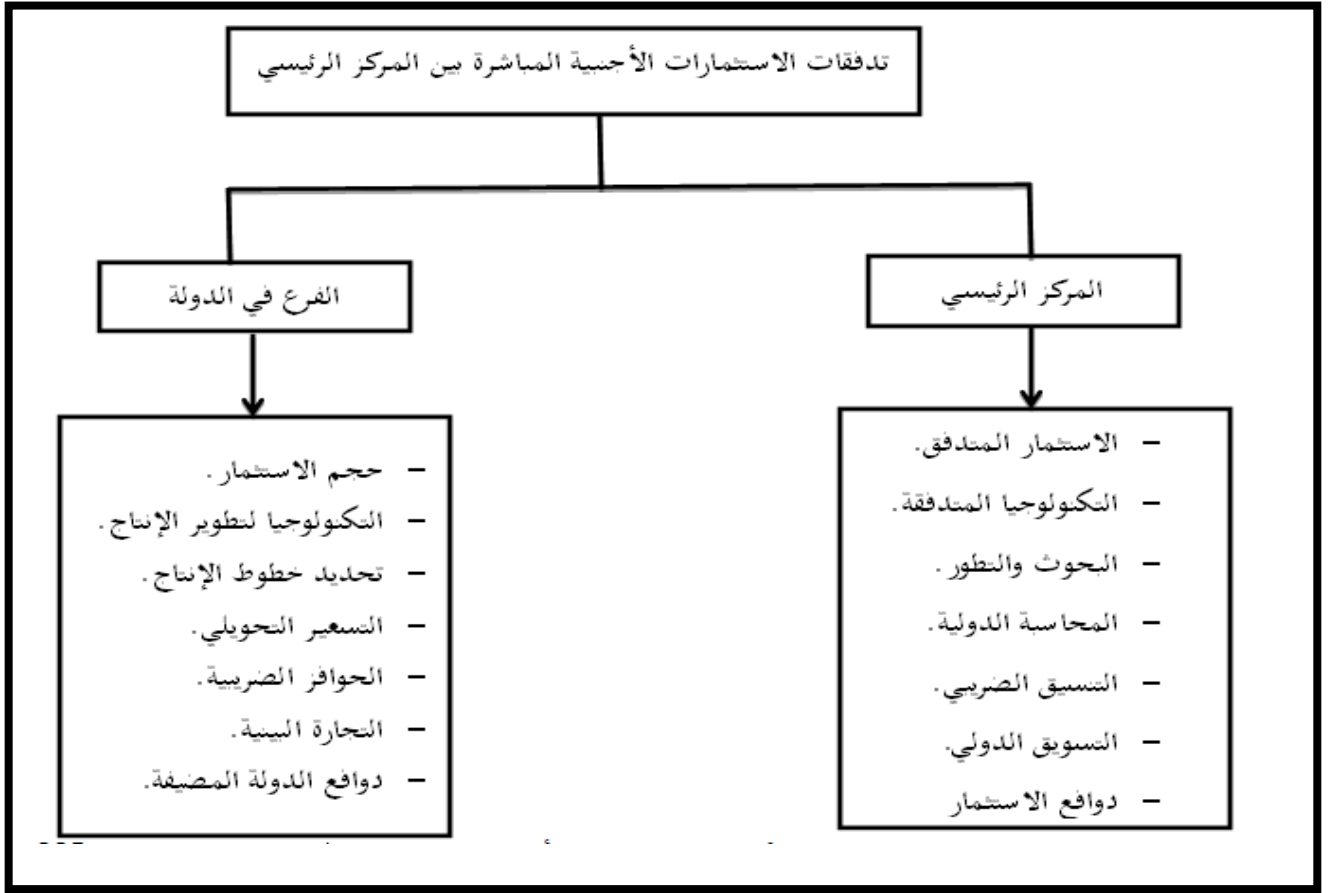 تدفقات الاستثمارات الأجنبية المباشرة بين المركز الرئيسي
المركز الرئيسي
– الاستثمار المتدفق.
– التكنولوجيا المتدفقة.
– البحوث والتطور.
– المحاسبة الدولية.
– التنسيق الضريبي.
– التسويق الدولي.
– دوافع الاستثمار
الفرع في الدولة
– حجم الاستثمار.
– التكنولوجيا لتطوير الإنتاج.
– تحديد خطوط الإنتاج.
– التسعير التحويلي.
– الحوافز الضريبية.
– التجارة البينية.
– دوافع الدولة المضيفة.